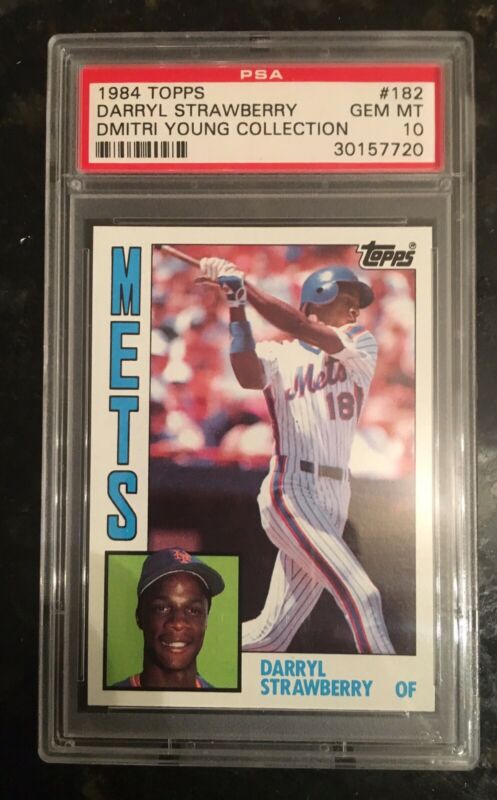 PSA
1984 TOPPS #182
DARRYL STRAWBERRY GEM MT
DMITRI YOUNG COLLECTION 10
30157720
topps
METS
Mets
18
DARRYL
STRAWBERRY OF